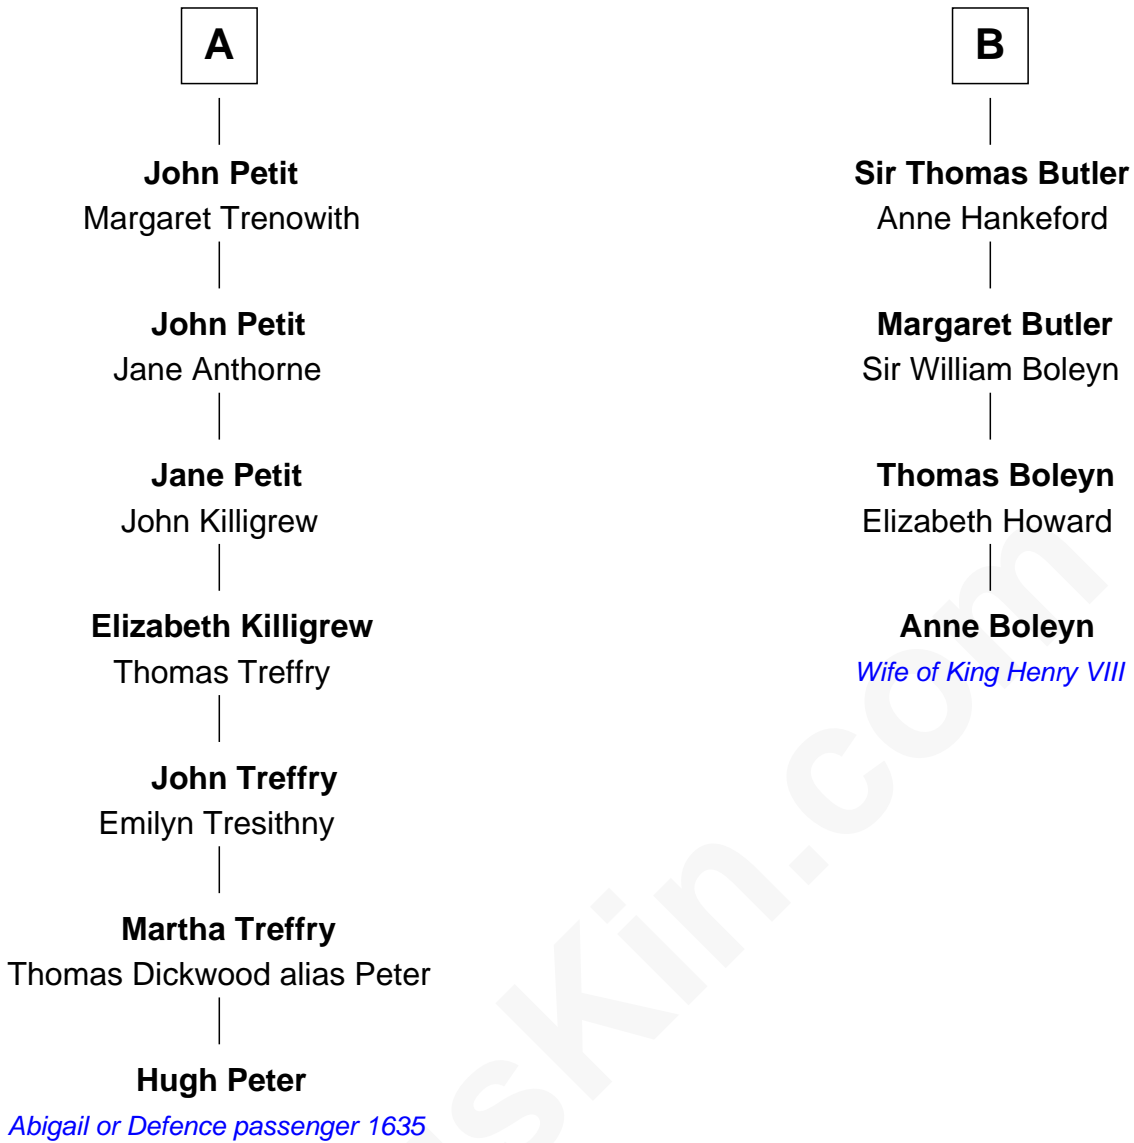 A
John Petit
Margaret Trenowith
John Petit
Jane Anthorne
Jane Petit
John Killigrew
Elizabeth Killigrew
Thomas Treffry
John Treffry
Emilyn Tresithny
Martha Treffry
Thomas Dickwood alias Peter
Hugh Peter
Abigail or Defence passenger 1635
B
Sir Thomas Butler
Anne Hankeford
Margaret Butler
Sir William Boleyn
Thomas Boleyn
Elizabeth Howard
Anne Boleyn
Wife of King Henry VIII
sKin.com